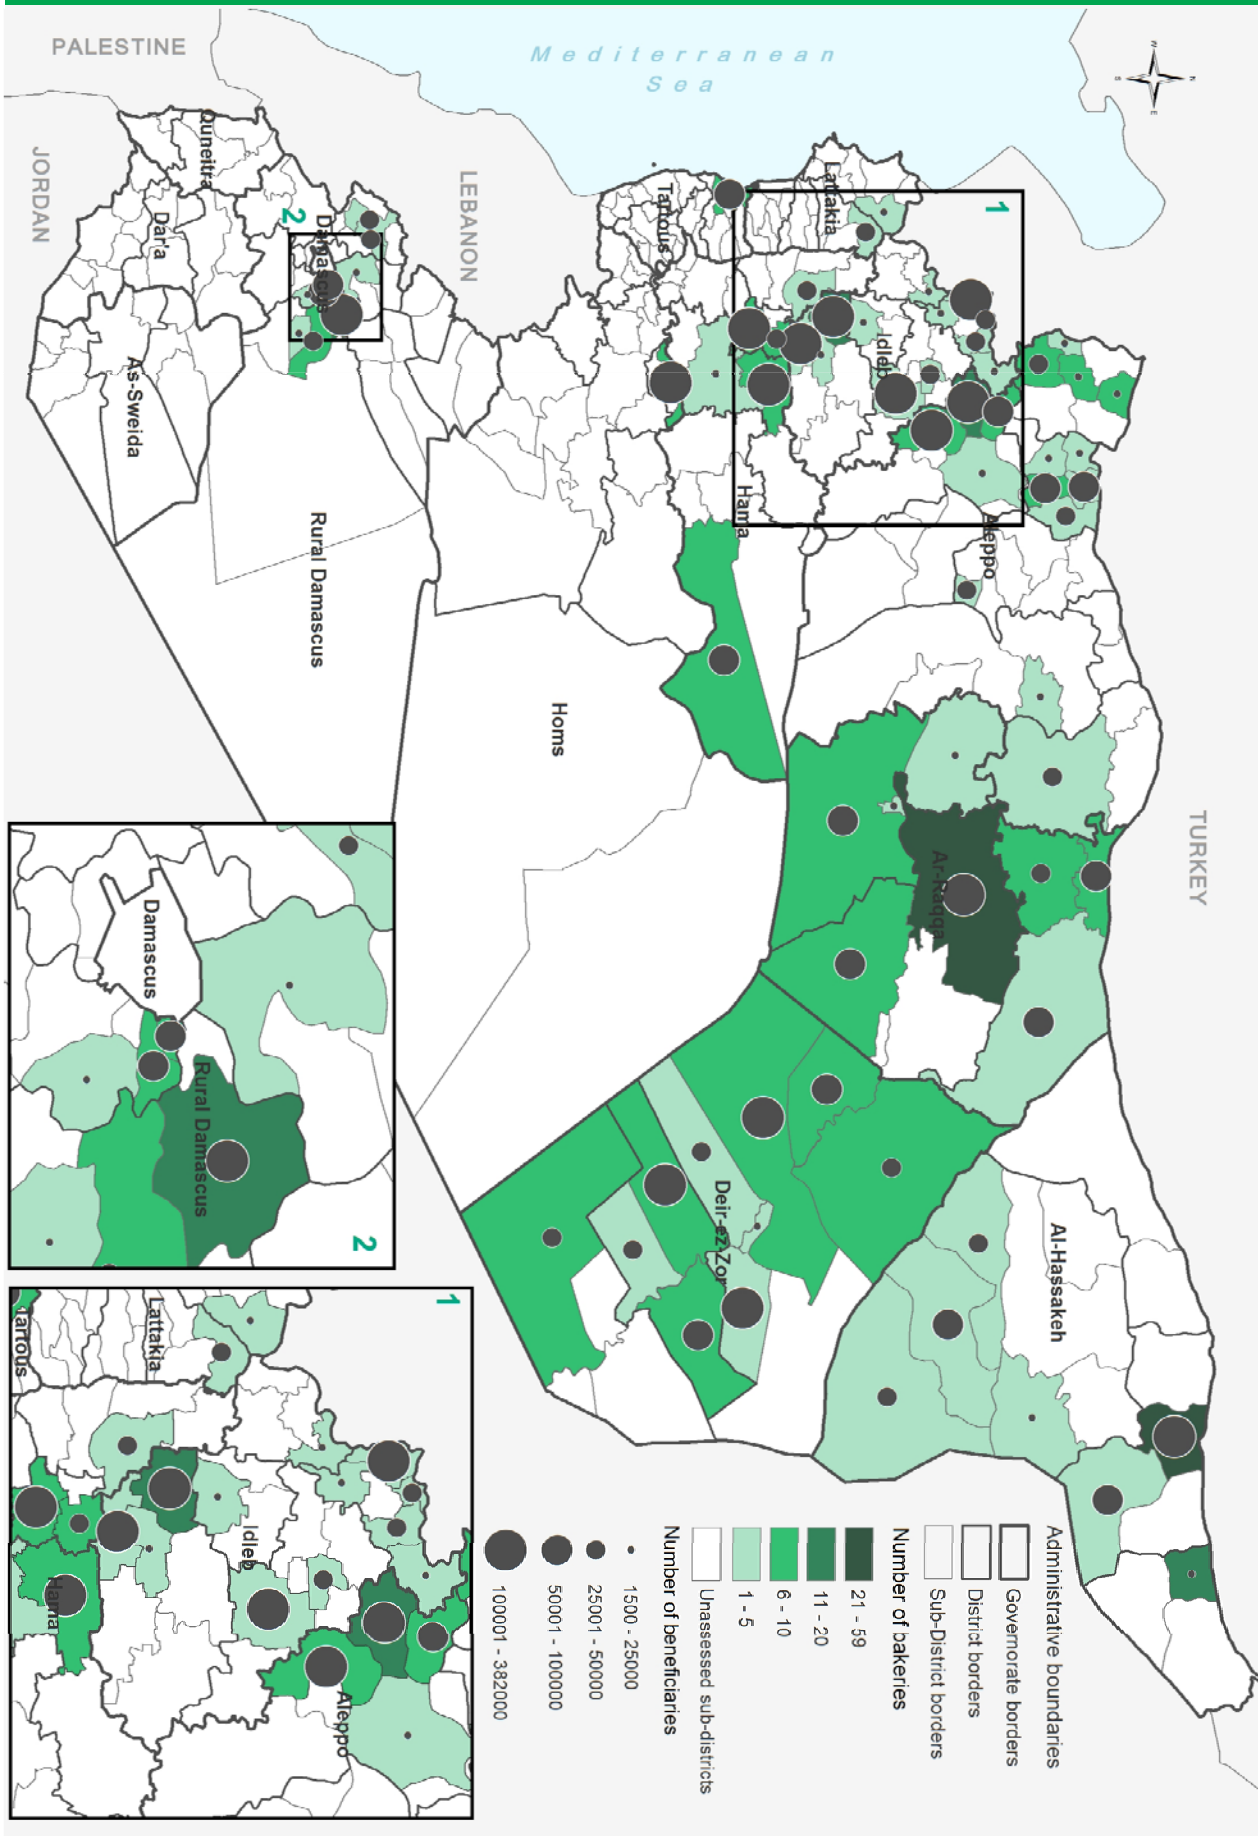 PALESTINE
Mediterranean
Sea
W
N
S
E
JORDAN
LEBANON
TURKEY
Quneitra
Dar'a
As-Sweida
Damascus
2
Rural Damascus
Tartous
Lattakia
1
Idleb
Hama
Aleppo
Homs
Ar-Raqqa
Deir-ez-Zor
Al-Hassakeh
Damascus
Rural Damascus
2
1
Tartous
Lattakia
Idleb
Hama
Aleppo
Administrative boundaries
Governorate borders
District borders
Sub-District borders
Number of bakeries
21 - 59
11 - 20
6 - 10
1 - 5
Unassessed sub-districts
Number of beneficiaries
1500 - 25000
25001 - 50000
50001 - 10000
100001 - 382000